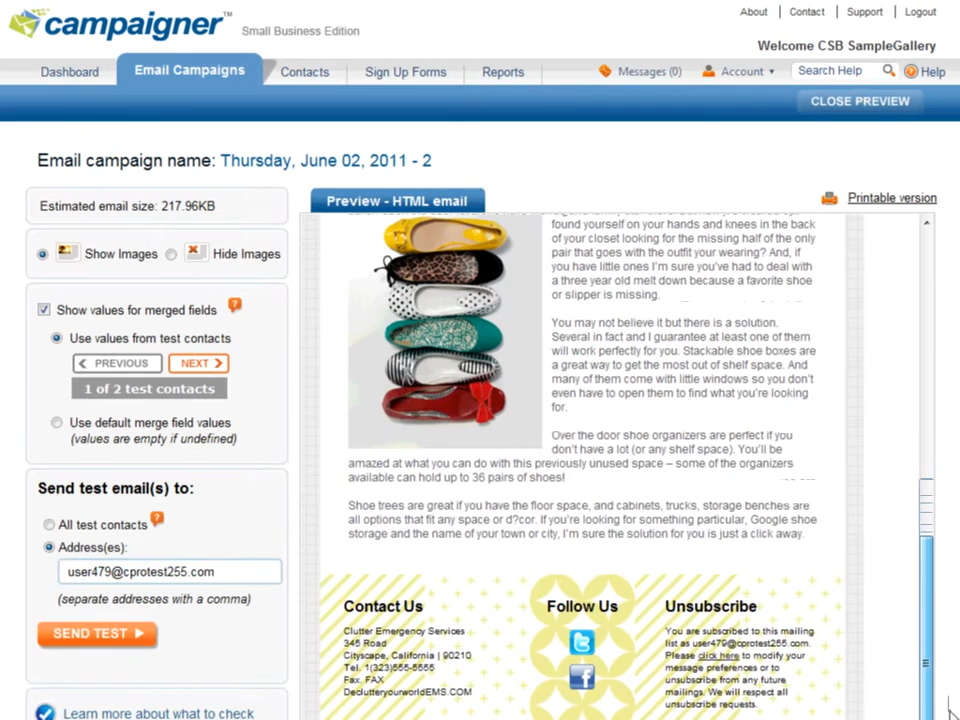 campaigner™ Small Business Edition
About | Contact | Support | Logout
Welcome CSB SampleGallery
Dashboard Email Campaigns Contacts Sign Up Forms Reports Messages (0) Account Search Help Help
CLOSE PREVIEW
Email campaign name: Thursday, June 02, 2011 - 2
Estimated email size: 217.96KB
Show Images Hide Images
Show values for merged fields ?
Use values from test contacts
PREVIOUS NEXT
1 of 2 test contacts
Use default merge field values
(values are empty if undefined)
Send test email(s) to:
All test contacts ?
Address(es):
user479@cprotest255.com
(separate addresses with a comma)
SEND TEST
Learn more about what to check
Preview - HTML email
Printable version
found yourself on your hands and knees in the back
of your closet looking for the missing half of the only
pair that goes with the outfit your wearing? And, if
you have little ones I'm sure you've had to deal with
a three year old melt down because a favorite shoe
or slipper is missing.
You may not believe it but there is a solution.
Several in fact and I guarantee at least one of them
will work perfectly for you. Stackable shoe boxes are
a great way to get the most out of shelf space. And
many of them come with little windows so you don't
even have to open them to find what you're looking
for.
Over the door shoe organizers are perfect if you
don't have a lot (or any shelf space). You'll be
amazed at what you can do with this previously unused space – some of the organizers
available can hold up to 36 pairs of shoes!
Shoe trees are great if you have the floor space, and cabinets, trucks, storage benches are
all options that fit any space or d?cor. If you're looking for something particular, Google shoe
storage and the name of your town or city, I'm sure the solution for you is just a click away.
Contact Us
Clutter Emergency Services
345 Road
Cityscape, California | 90210
Tel. 1(323)555-5555
Fax. FAX
DeclutteryourworldEMS.COM
Follow Us
Unsubscribe
You are subscribed to this mailing
list as user479@cprotest255.com.
Please click here to modify your
message preferences or to
unsubscribe from any future
mailings. We will respect all
unsubscribe requests.